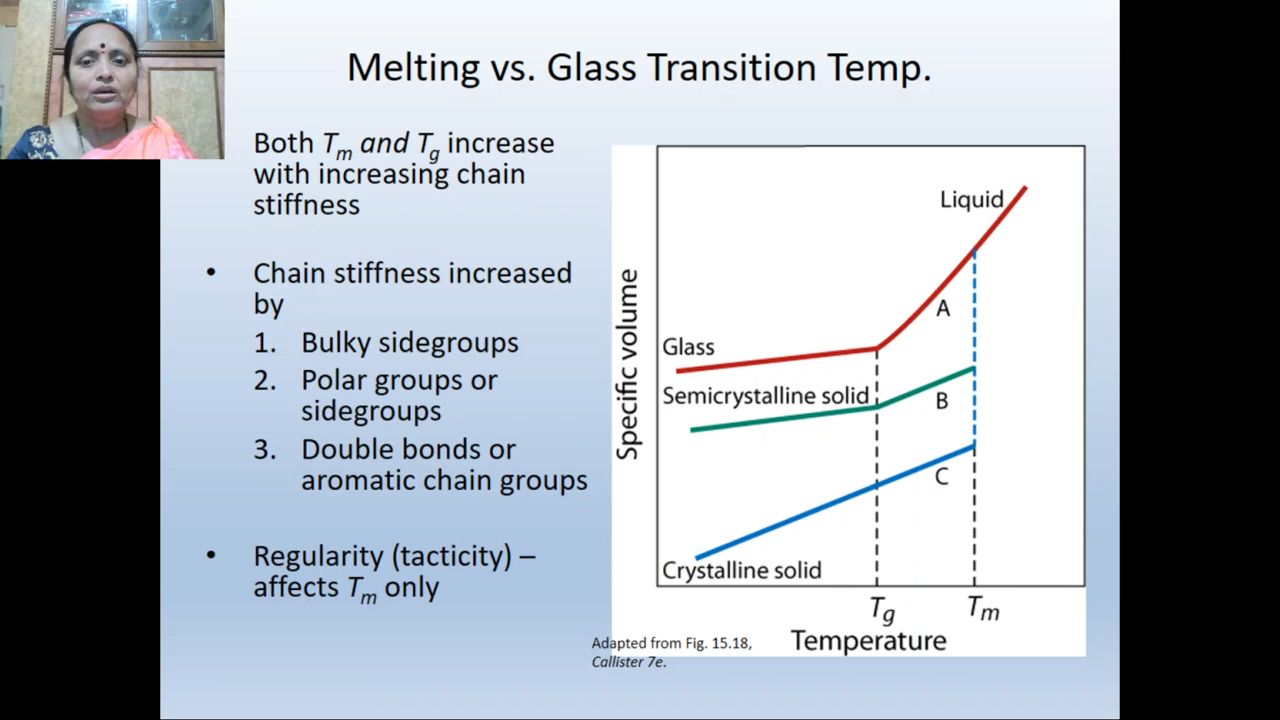 Melting vs. Glass Transition Temp.
Both Tm and Tg increase
with increasing chain
stiffness
• Chain stiffness increased
by
1. Bulky sidegroups
2. Polar groups or
sidegroups
3. Double bonds or
aromatic chain groups
• Regularity (tacticity) –
affects Tm only
Specific volume
Liquid
A
Glass
Semicrystalline solid
B
C
Crystalline solid
Tg
Tm
Temperature
Adapted from Fig. 15.18,
Callister 7e.